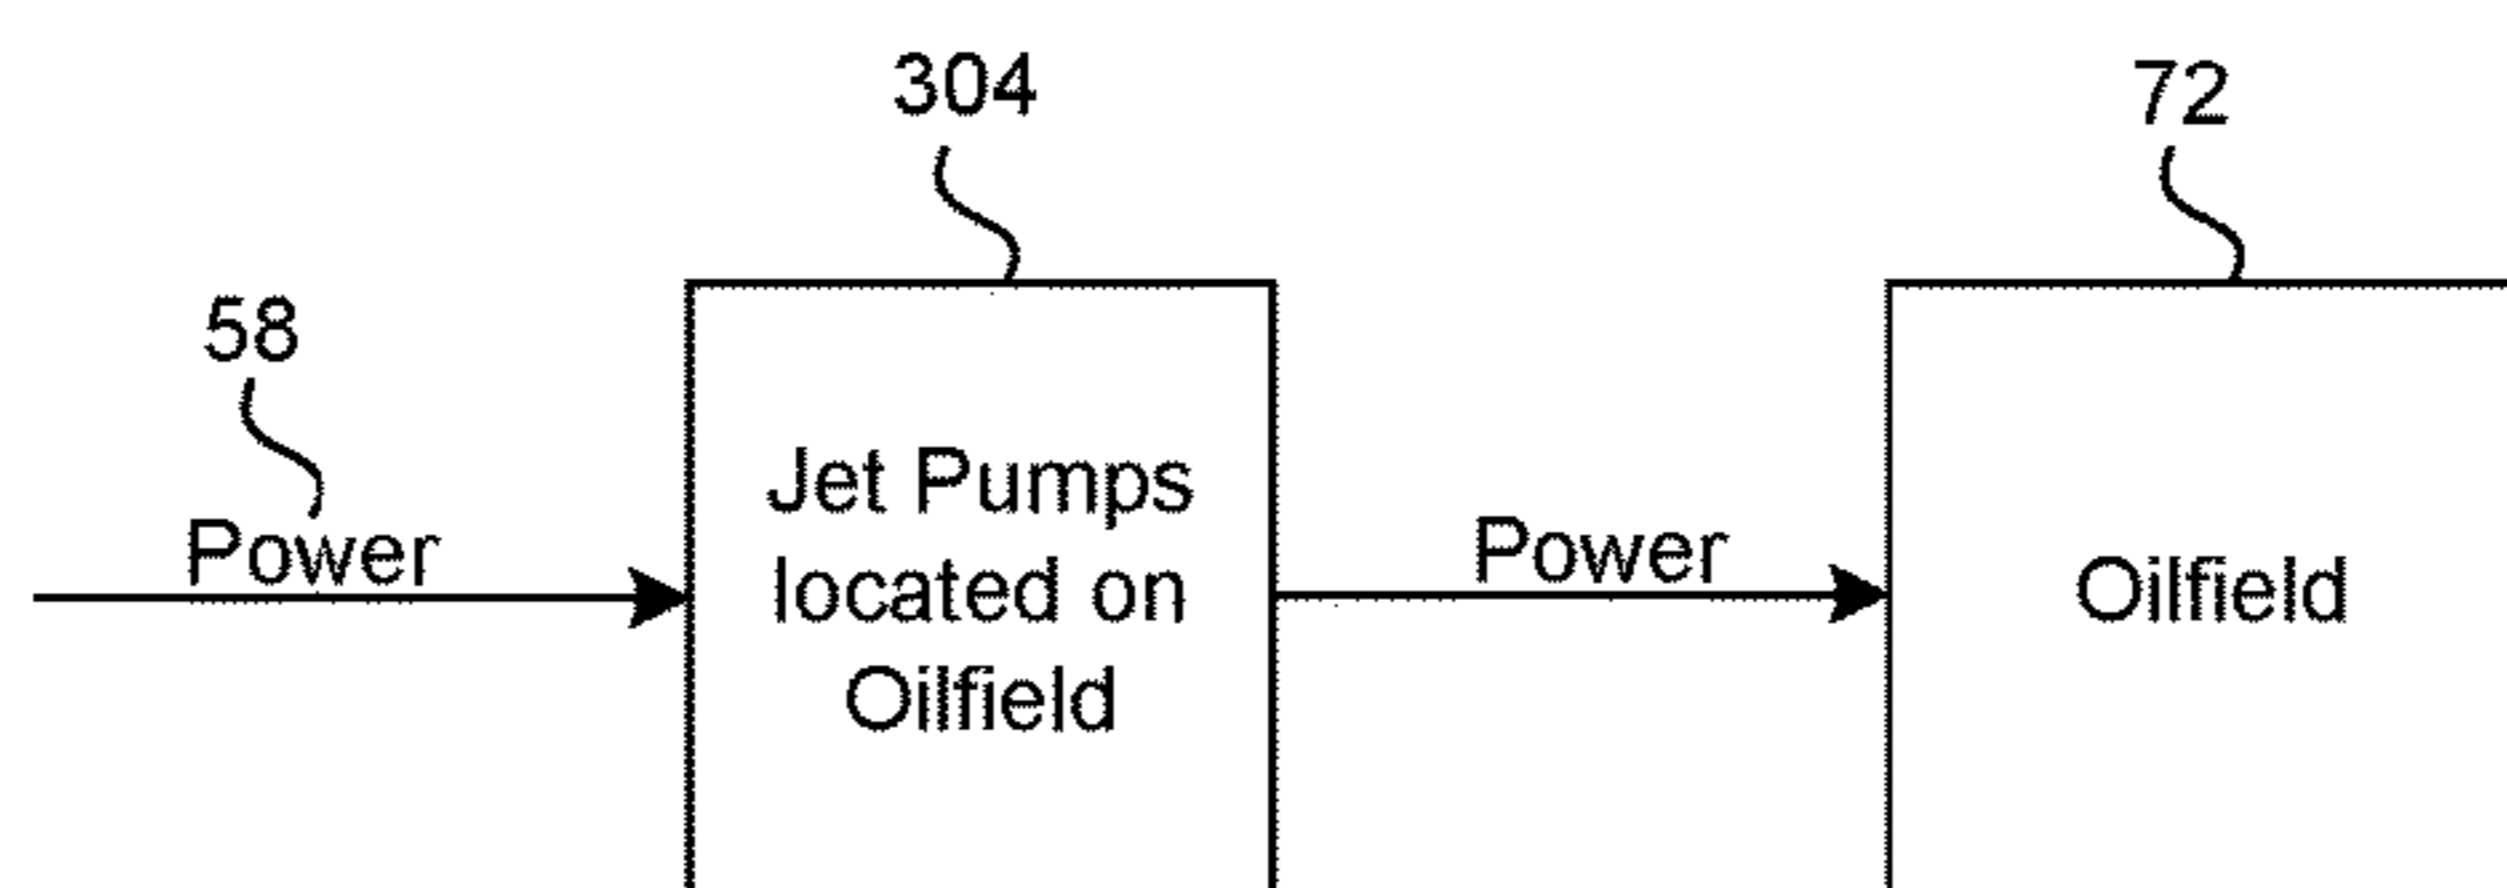 304
72
58
Power
Jet Pumps
located on
Oilfield
Power
Oilfield